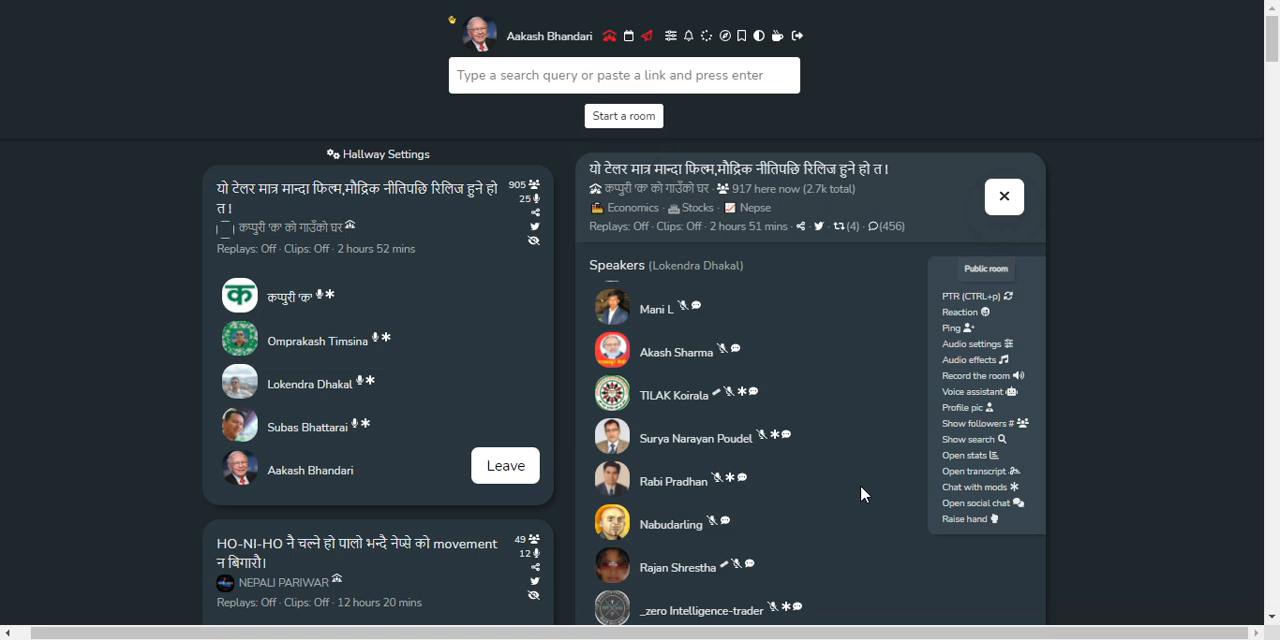 Aakash Bhandari
Type a search query or paste a link and press enter
Start a room
Hallway Settings
यो टेलर मात्र मान्दा फिल्म,मौद्रिक नीतिपछि रिलिज हुने हो
त !
905
25
कप्पुरी 'क' को गाउँको घर
Replays: Off · Clips: Off · 2 hours 52 mins
क
कप्पुरी 'क'
Omprakash Timsina
Lokendra Dhakal
Subas Bhattarai
Aakash Bhandari
Leave
HO-NI-HO नै चल्ने हो पालो भन्दै नेप्से को movement
न बिगारौ।
49
12
NEPALI PARIWAR
Replays: Off · Clips: Off · 12 hours 20 mins
यो टेलर मात्र मान्दा फिल्म,मौद्रिक नीतिपछि रिलिज हुने हो त !
कप्पुरी 'क' को गाउँको घर · 917 here now (2.7k total)
Economics · Stocks · Nepse
Replays: Off · Clips: Off · 2 hours 51 mins · (4) · (456)
Speakers (Lokendra Dhakal)
Mani L
Akash Sharma
TILAK Koirala
Surya Narayan Poudel
Rabi Pradhan
Nabudarling
Rajan Shrestha
_zero Intelligence-trader
Public room
PTR (CTRL+p)
Reaction
Ping
Audio settings
Audio effects
Record the room
Voice assistant
Profile pic
Show followers #
Show search
Open stats
Open transcript
Chat with mods
Open social chat
Raise hand